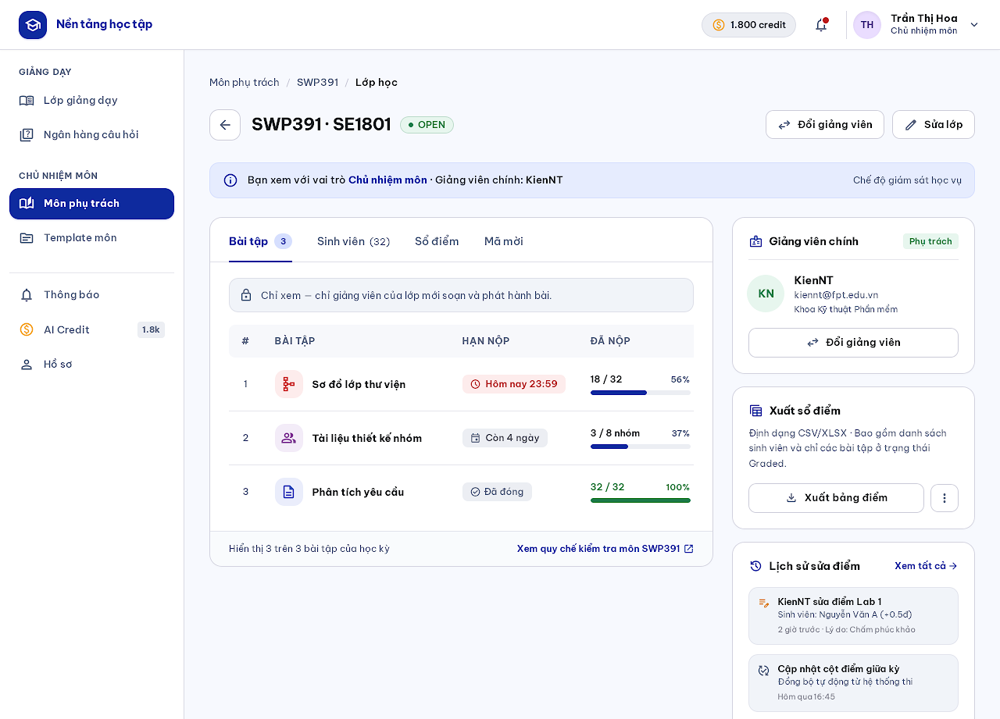 Nền tảng học tập
1.800 credit
TH
Trần Thị Hoa
Chủ nhiệm môn
GIẢNG DẠY
Lớp giảng dạy
Ngân hàng câu hỏi
CHỦ NHIỆM MÔN
Môn phụ trách
Template môn
Thông báo
AI Credit
1.8k
Hồ sơ
Môn phụ trách / SWP391 / Lớp học
SWP391 · SE1801
OPEN
Đổi giảng viên
Sửa lớp
Bạn xem với vai trò Chủ nhiệm môn · Giảng viên chính: KienNT
Chế độ giám sát học vụ
Bài tập 3
Sinh viên (32)
Sổ điểm
Mã mời
Chỉ xem — chỉ giảng viên của lớp mới soạn và phát hành bài.
# BÀI TẬP HẠN NỘP ĐÃ NỘP
1 Sơ đồ lớp thư viện Hôm nay 23:59 18 / 32 56%
2 Tài liệu thiết kế nhóm Còn 4 ngày 3 / 8 nhóm 37%
3 Phân tích yêu cầu Đã đóng 32 / 32 100%
Hiển thị 3 trên 3 bài tập của học kỳ
Xem quy chế kiểm tra môn SWP391
Giảng viên chính
Phụ trách
KN
KienNT
kiennt@fpt.edu.vn
Khoa Kỹ thuật Phần mềm
Đổi giảng viên
Xuất sổ điểm
Định dạng CSV/XLSX · Bao gồm danh sách
sinh viên và chỉ các bài tập ở trạng thái
Graded.
Xuất bảng điểm
Lịch sử sửa điểm
Xem tất cả
KienNT sửa điểm Lab 1
Sinh viên: Nguyễn Văn A (+0.5đ)
2 giờ trước · Lý do: Chấm phúc khảo
Cập nhật cột điểm giữa kỳ
Đồng bộ tự động từ hệ thống thi
Hôm qua 16:45